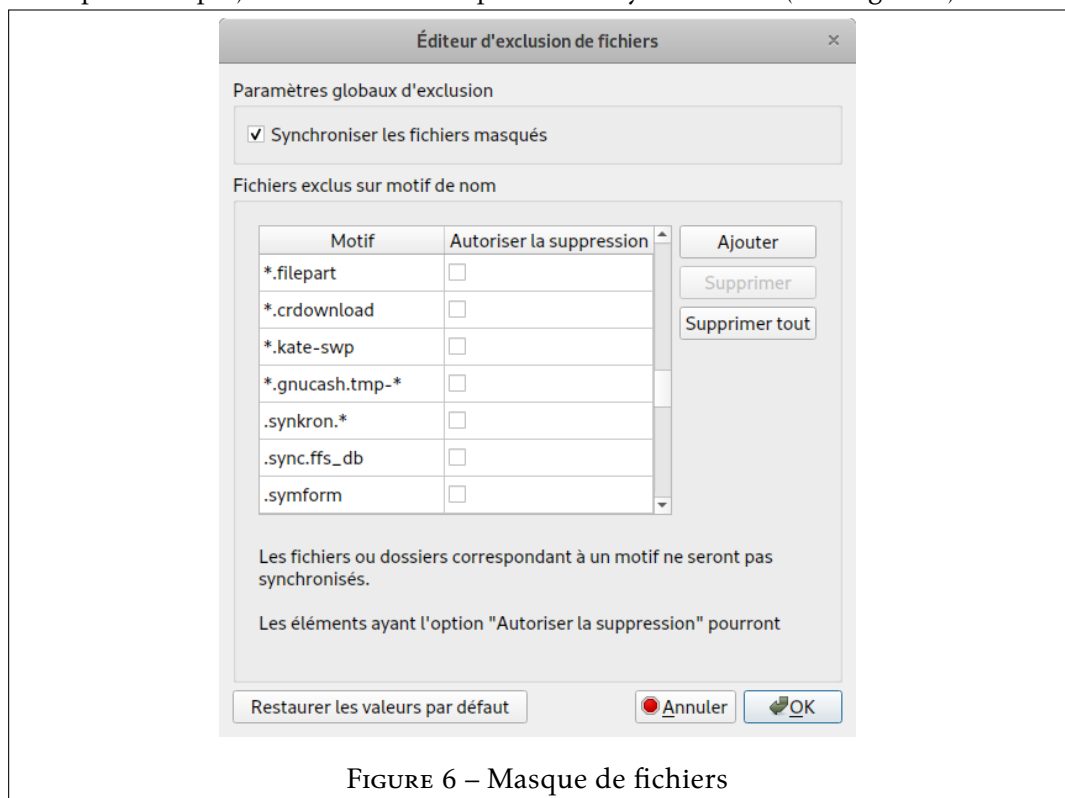 Éditeur d'exclusion de fichiers ×
Paramètres globaux d'exclusion
Synchroniser les fichiers masqués
Fichiers exclus sur motif de nom
Motif Autoriser la suppression
*.filepart
*.crdownload
*.kate-swp
*.gnucash.tmp-*
.synkron.*
.sync.ffs_db
.symform
Ajouter
Supprimer
Supprimer tout
Les fichiers ou dossiers correspondant à un motif ne seront pas
synchronisés.
Les éléments ayant l'option "Autoriser la suppression" pourront
Restaurer les valeurs par défaut Annuler OK
FIGURE 6 – Masque de fichiers